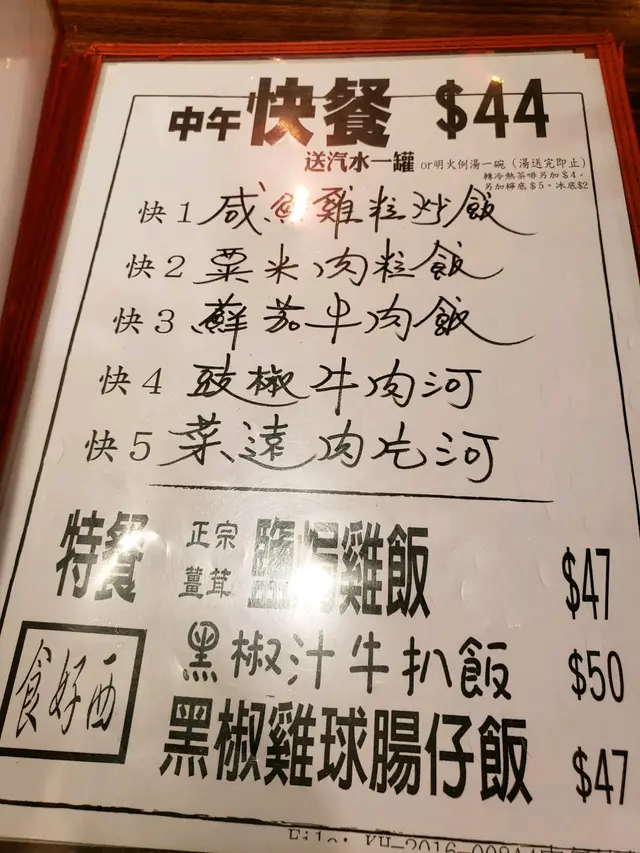 中午快餐 $44
送汽水一罐 or明火例湯一碗（湯送完即止）
轉冷熱茶啡另加$4，
另加檸底$5，冰底$2
快1 咸魚雞粒炒飯
快2 粟米肉粒飯
快3 蘇茄牛肉飯
快4 豉椒牛肉河
快5 菜遠肉片河
特餐 正宗薑茸 鹽焗雞飯 $47
黑椒汁牛扒飯 $50
食好西
黑椒雞球腸仔飯 $47